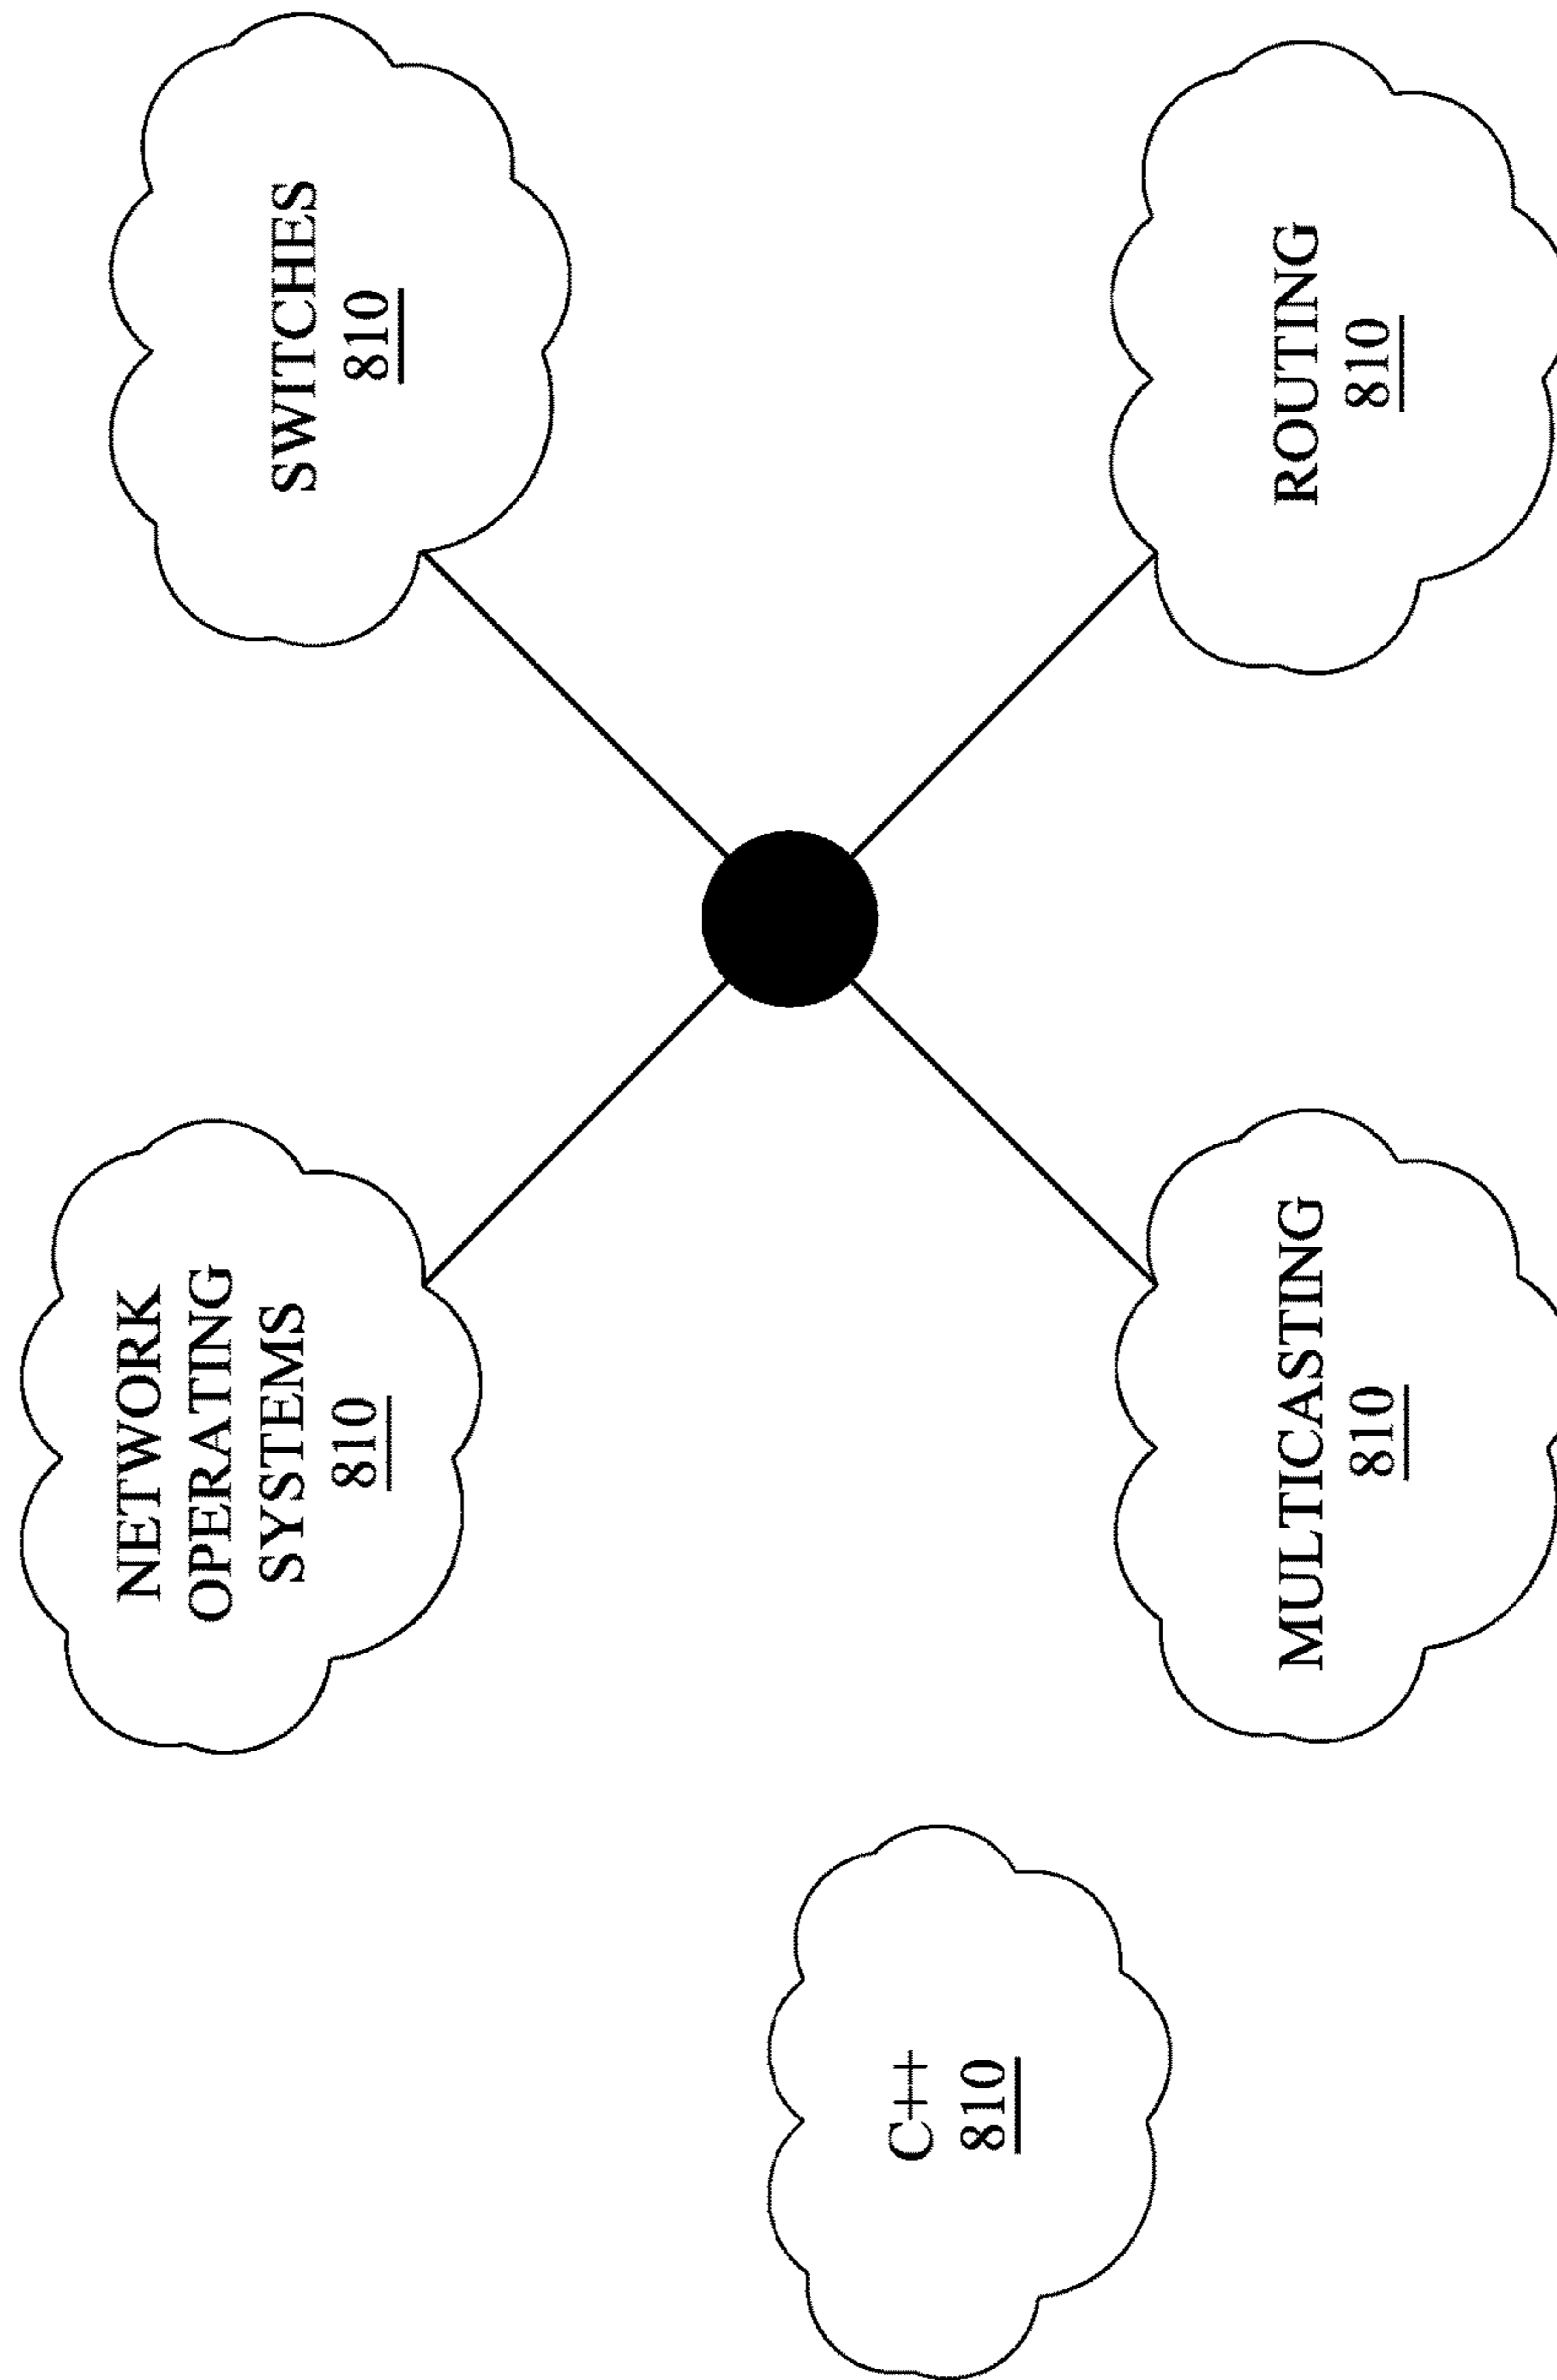 NETWORK
OPERATING
SYSTEMS
810
SWITCHES
810
C++
810
MULTICASTING
810
ROUTING
810